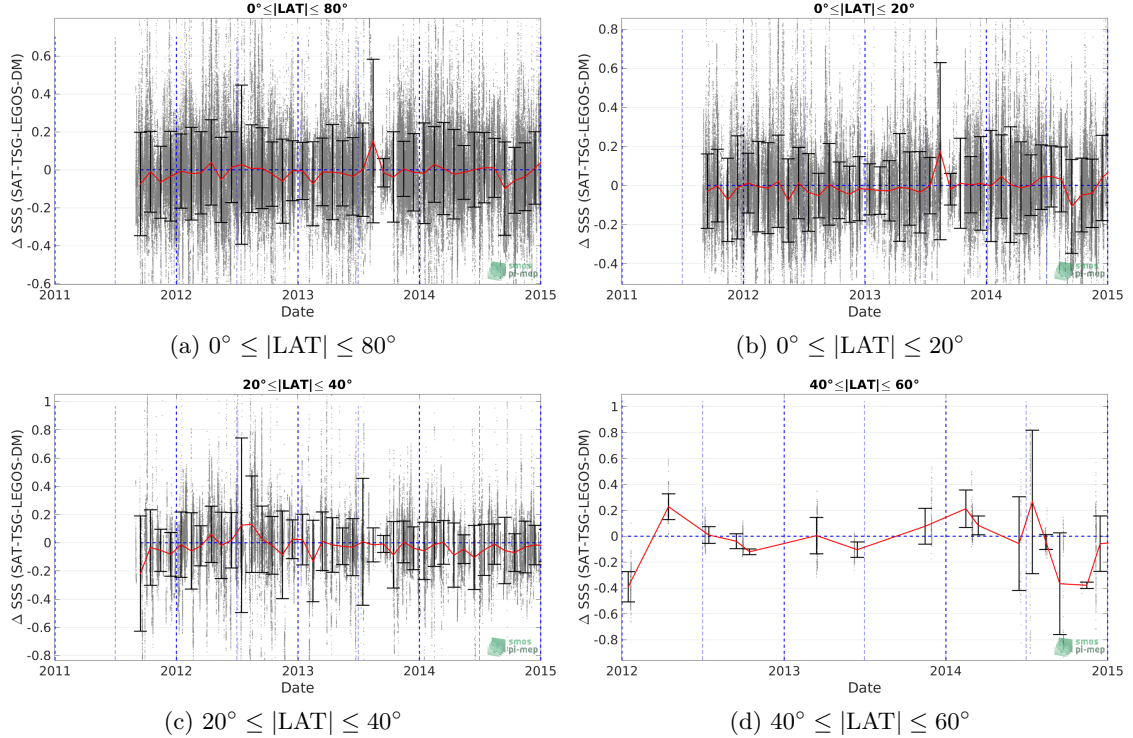 0°≤|LAT|≤ 80°
Δ SSS (SAT-TSG-LEGOS-DM)
0.6
0.4
0.2
0
-0.2
-0.4
-0.6
2011 2012 2013 2014 2015
Date
smos
pi-mep
(a) 0° ≤ |LAT| ≤ 80°
0°≤|LAT|≤ 20°
Δ SSS (SAT-TSG-LEGOS-DM)
0.8
0.6
0.4
0.2
0
-0.2
-0.4
2011 2012 2013 2014 2015
Date
smos
pi-mep
(b) 0° ≤ |LAT| ≤ 20°
20°≤|LAT|≤ 40°
Δ SSS (SAT-TSG-LEGOS-DM)
1
0.8
0.6
0.4
0.2
0
-0.2
-0.4
-0.6
-0.8
2011 2012 2013 2014 2015
Date
smos
pi-mep
(c) 20° ≤ |LAT| ≤ 40°
40°≤|LAT|≤ 60°
Δ SSS (SAT-TSG-LEGOS-DM)
1
0.8
0.6
0.4
0.2
0
-0.2
-0.4
-0.6
-0.8
2012 2013 2014 2015
Date
smos
pi-mep
(d) 40° ≤ |LAT| ≤ 60°